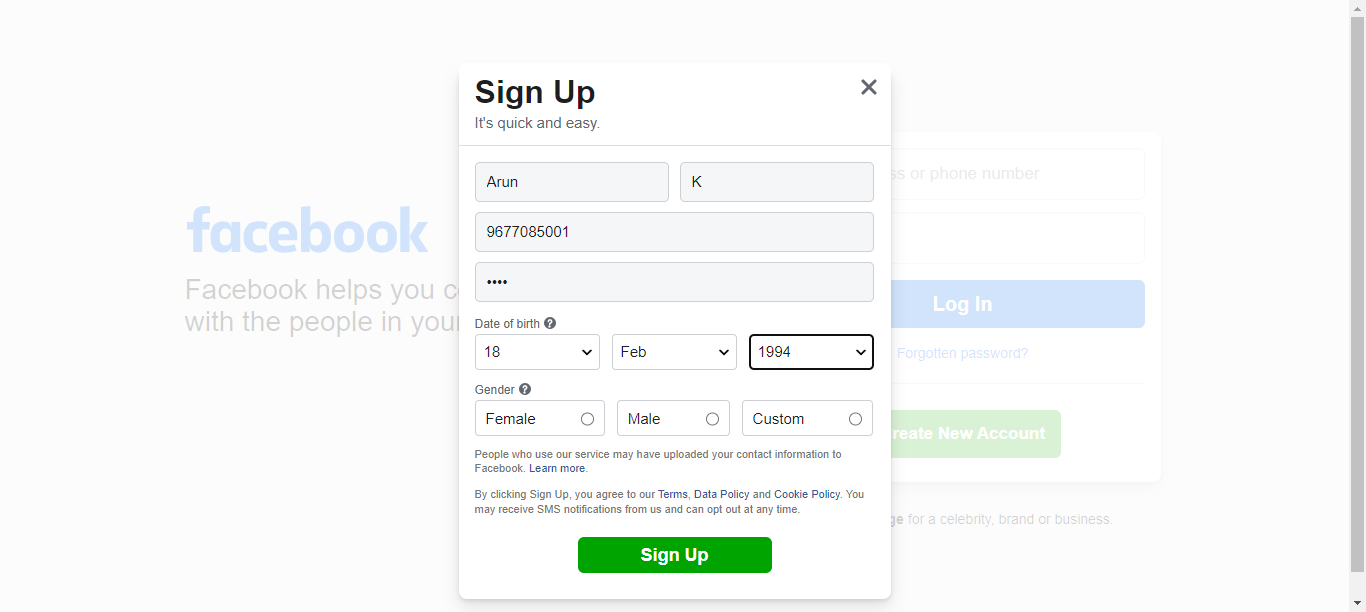 Sign Up
It's quick and easy.
Arun K
9677085001
••••
Date of birth ?
18 Feb 1994
Gender ?
Female Male Custom
People who use our service may have uploaded your contact information to
Facebook. Learn more.
By clicking Sign Up, you agree to our Terms, Data Policy and Cookie Policy. You
may receive SMS notifications from us and can opt out at any time.
Sign Up
facebook
Facebook helps you
with the people in your
or phone number
Log In
Forgotten password?
New Account
for a celebrity, brand or business.